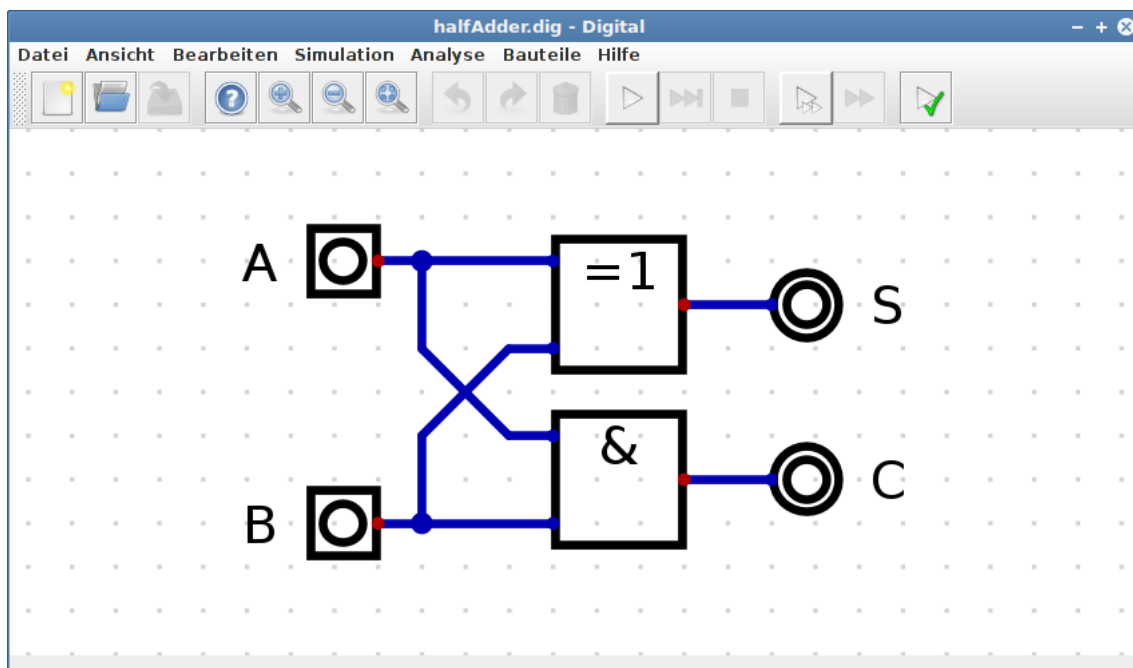 halfAdder.dig - Digital
Datei Ansicht Bearbeiten Simulation Analyse Bauteile Hilfe
?
A
=1
S
&
C
B